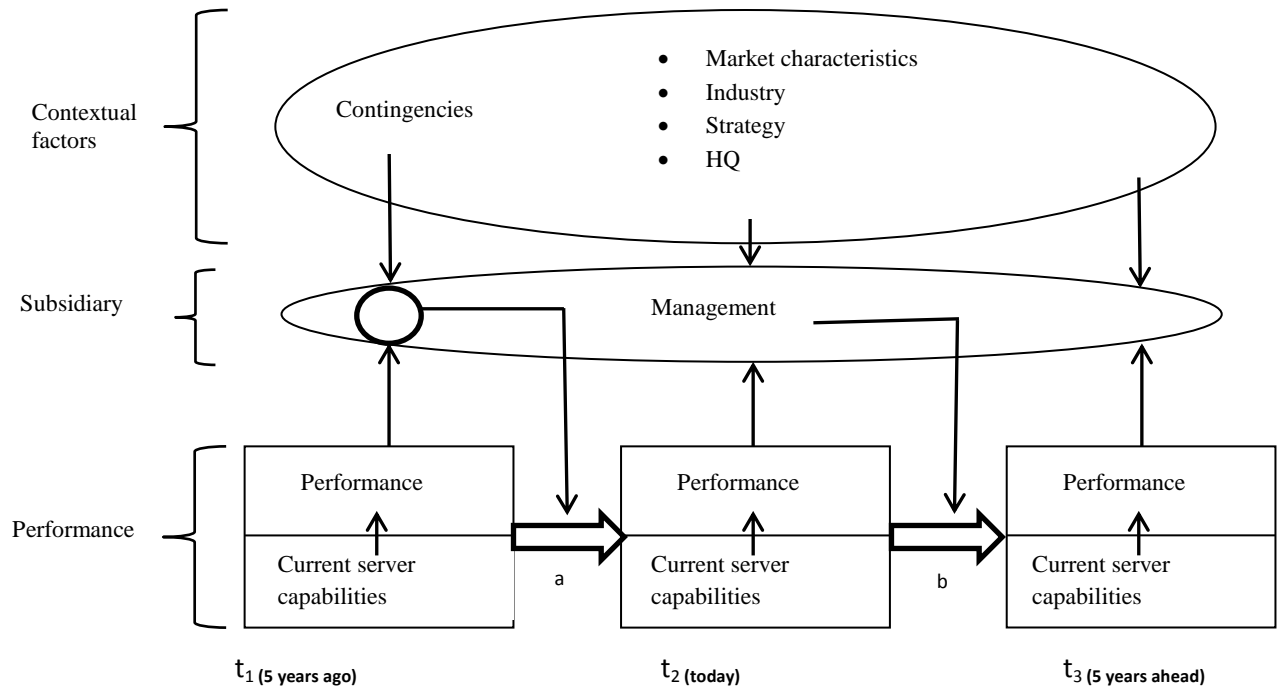 Contextual
factors
Contingencies
• Market characteristics
• Industry
• Strategy
• HQ
Subsidiary
Management
Performance
Performance
Current server
capabilities
a
Performance
Current server
capabilities
b
Performance
Current server
capabilities
t1 (5 years ago)
t2 (today)
t3 (5 years ahead)